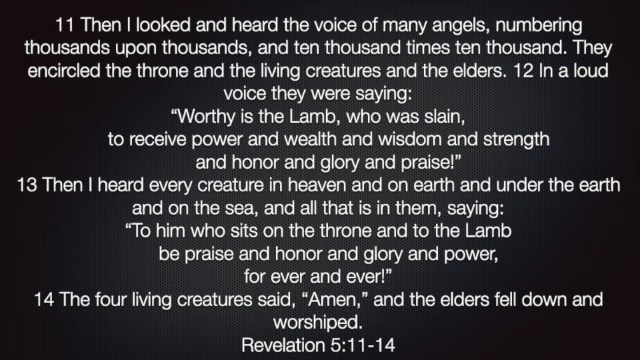 11 Then I looked and heard the voice of many angels, numbering
thousands upon thousands, and ten thousand times ten thousand. They
encircled the throne and the living creatures and the elders. 12 In a loud
voice they were saying:
“Worthy is the Lamb, who was slain,
to receive power and wealth and wisdom and strength
and honor and glory and praise!”
13 Then I heard every creature in heaven and on earth and under the earth
and on the sea, and all that is in them, saying:
“To him who sits on the throne and to the Lamb
be praise and honor and glory and power,
for ever and ever!”
14 The four living creatures said, “Amen,” and the elders fell down and
worshiped.
Revelation 5:11-14